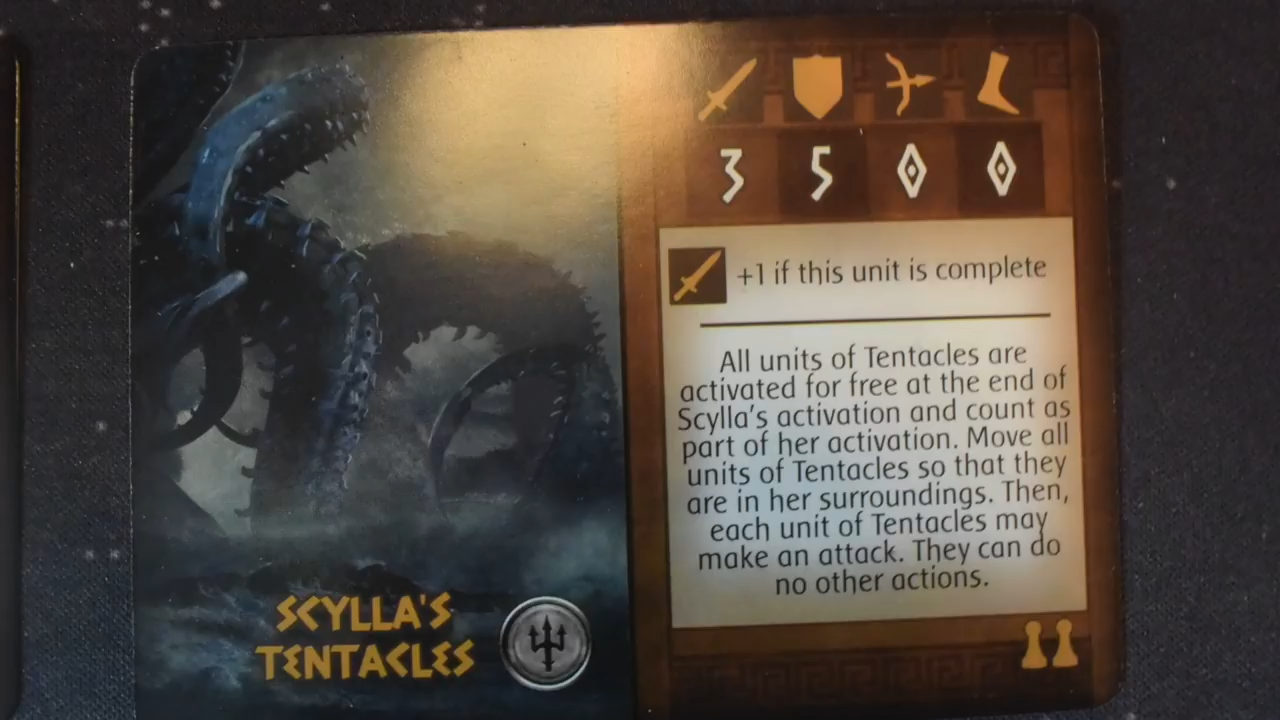 3 5 0 0
+1 if this unit is complete
All units of Tentacles are
activated for free at the end of
Scylla's activation and count as
part of her activation. Move all
units of Tentacles so that they
are in her surroundings. Then,
each unit of Tentacles may
make an attack. They can do
no other actions.
SCYLLA'S
TENTACLES